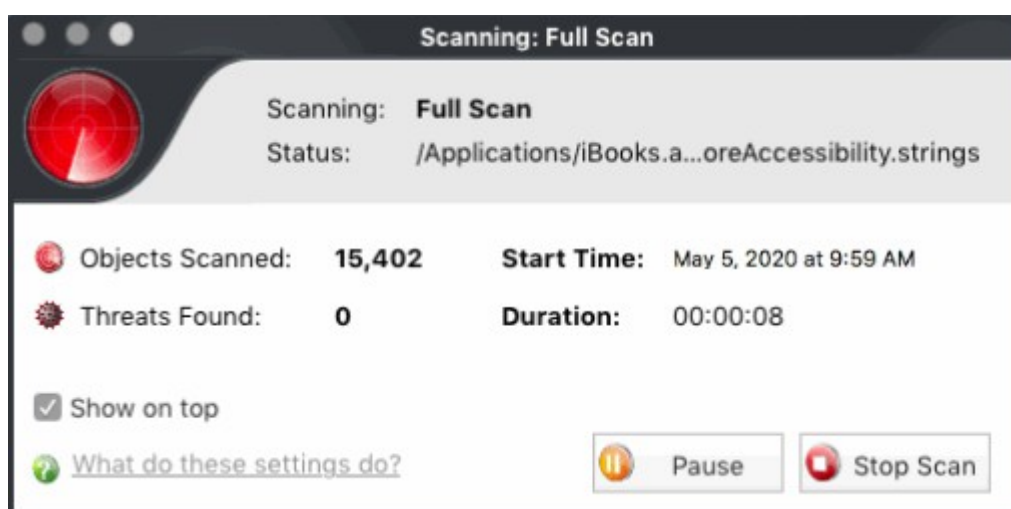 Scanning: Full Scan
Scanning: Full Scan
Status: /Applications/iBooks.a...oreAccessibility.strings
Objects Scanned: 15,402 Start Time: May 5, 2020 at 9:59 AM
Threats Found: 0 Duration: 00:00:08
Show on top
What do these settings do? Pause Stop Scan